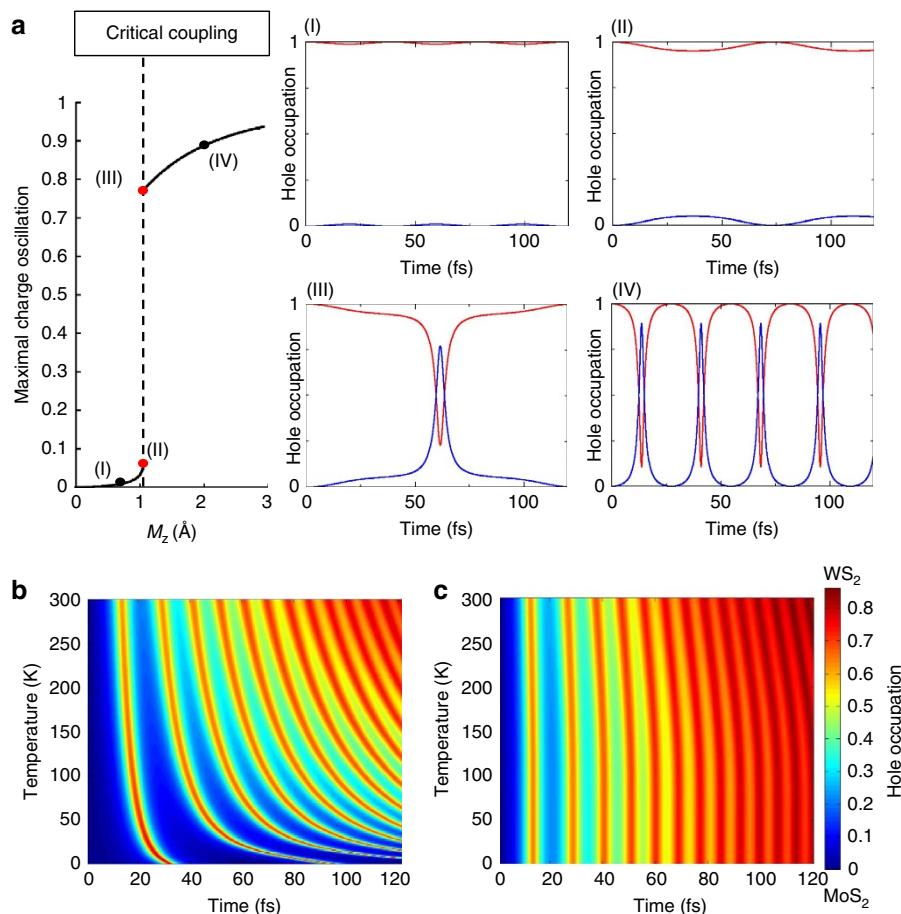 a
Critical coupling
Maximal charge oscillation
1
0.9
0.8
0.7
0.6
0.5
0.4
0.3
0.2
0.1
0
(I)
(II)
(III)
(IV)
0 1 2 3
Mz (Å)
(I)
Hole occupation
1
0
0 50 100
Time (fs)
(II)
Hole occupation
1
0
0 50 100
Time (fs)
(III)
Hole occupation
1
0
0 50 100
Time (fs)
(IV)
Hole occupation
1
0
0 50 100
Time (fs)
b
Temperature (K)
300
250
200
150
100
50
0
0 20 40 60 80 100 120
Time (fs)
c
Temperature (K)
300
250
200
150
100
50
0
0 20 40 60 80 100 120
Time (fs)
WS2
0.8
0.7
0.6
0.5
0.4
0.3
0.2
0.1
0
MoS2
Hole occupation